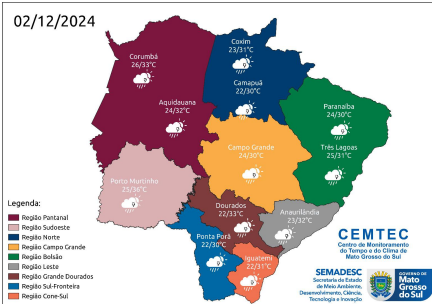 02/12/2024
Coxim
23/31°C
Corumbá
26/33°C
Camapuã
22/30°C
Aquidauana
24/32°C
Paranaíba
24/30°C
Campo Grande
24/30°C
Três Lagoas
25/31°C
Porto Murtinho
25/36°C
Dourados
22/33°C
Anaurilândia
23/32°C
Ponta Porã
22/30°C
Iguatemi
22/31°C
Legenda:
Região Pantanal
Região Sudoeste
Região Norte
Região Campo Grande
Região Bolsão
Região Leste
Região Grande Dourados
Região Sul-Fronteira
Região Cone-Sul
CEMTEC
Centro de Monitoramento
do Tempo e do Clima
de Mato Grosso do Sul
SEMADESC
Secretaria de Estado
de Meio Ambiente,
Desenvolvimento, Ciência,
Tecnologia e Inovação
GOVERNO DE
Mato
Grosso
do Sul